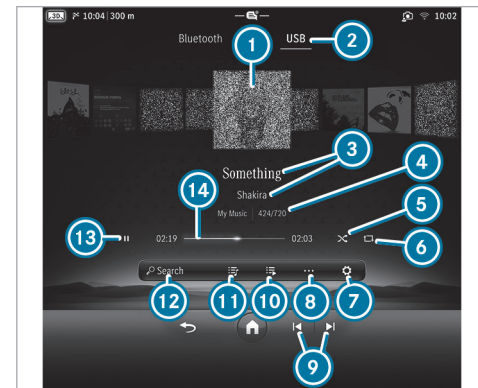 30 10:04 300 m 10:02
Bluetooth USB
1 2
Something 3
Shakira 4
My Music 424/720
14 5
13 02:19 02:03 6
Search
12 11 10 8 7
9